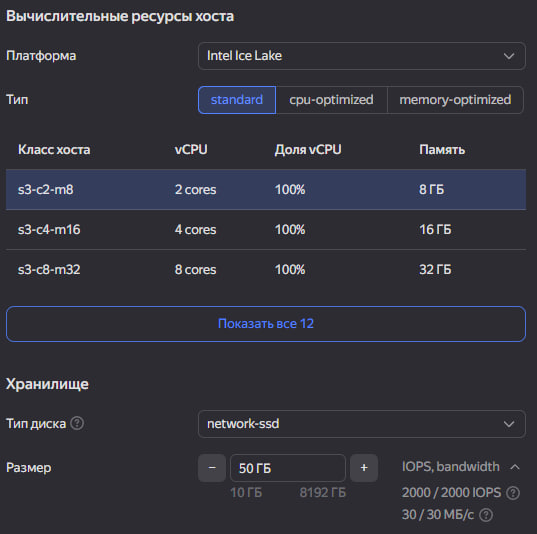 Вычислительные ресурсы хоста
Платформа Intel Ice Lake
Тип standard cpu-optimized memory-optimized
Класс хоста vCPU Доля vCPU Память
s3-c2-m8 2 cores 100% 8 ГБ
s3-c4-m16 4 cores 100% 16 ГБ
s3-c8-m32 8 cores 100% 32 ГБ
Показать все 12
Хранилище
Тип диска ? network-ssd
Размер − 50 ГБ + IOPS, bandwidth
10 ГБ 8192 ГБ 2000 / 2000 IOPS ?
30 / 30 МБ/с ?